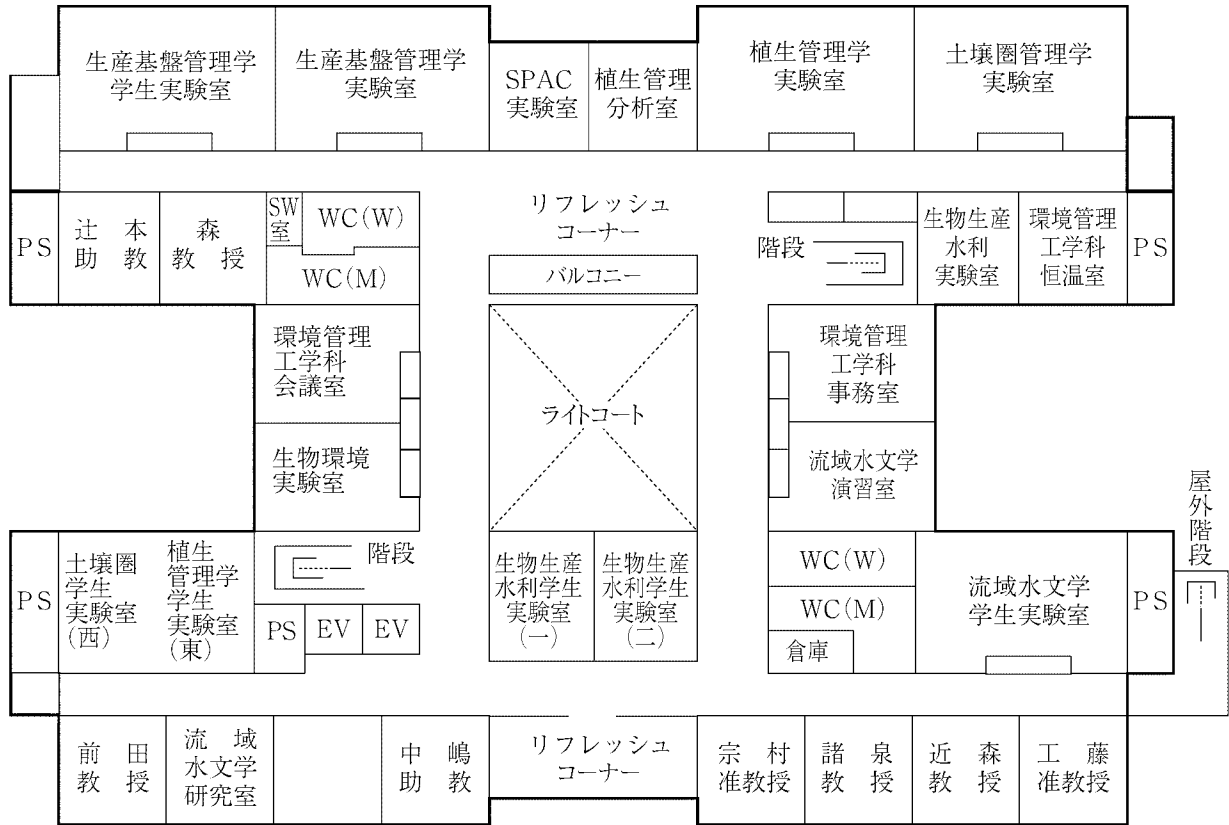 生産基盤管理学
学生実験室
生産基盤管理学
実験室
SPAC
実験室
植生管理
分析室
植生管理学
実験室
土壌圏管理学
実験室
PS
辻本
助教
森
教授
SW
室
WC(W)
WC(M)
リフレッシュ
コーナー
バルコニー
階段
生物生産
水利
実験室
環境管理
工学科
恒温室
PS
環境管理
工学科
会議室
ライトコート
環境管理
工学科
事務室
生物環境
実験室
流域水文学
演習室
屋外階段
PS
土壌圏
学生
実験室
(西)
植生
管理学
学生
実験室
(東)
階段
PS
EV
EV
生物生産
水利学生
実験室
(一)
生物生産
水利学生
実験室
(二)
WC(W)
WC(M)
倉庫
流域水文学
学生実験室
PS
前田
教授
流域
水文学
研究室
中嶋
助教
リフレッシュ
コーナー
宗村
准教授
諸泉
教授
近森
教授
工藤
准教授